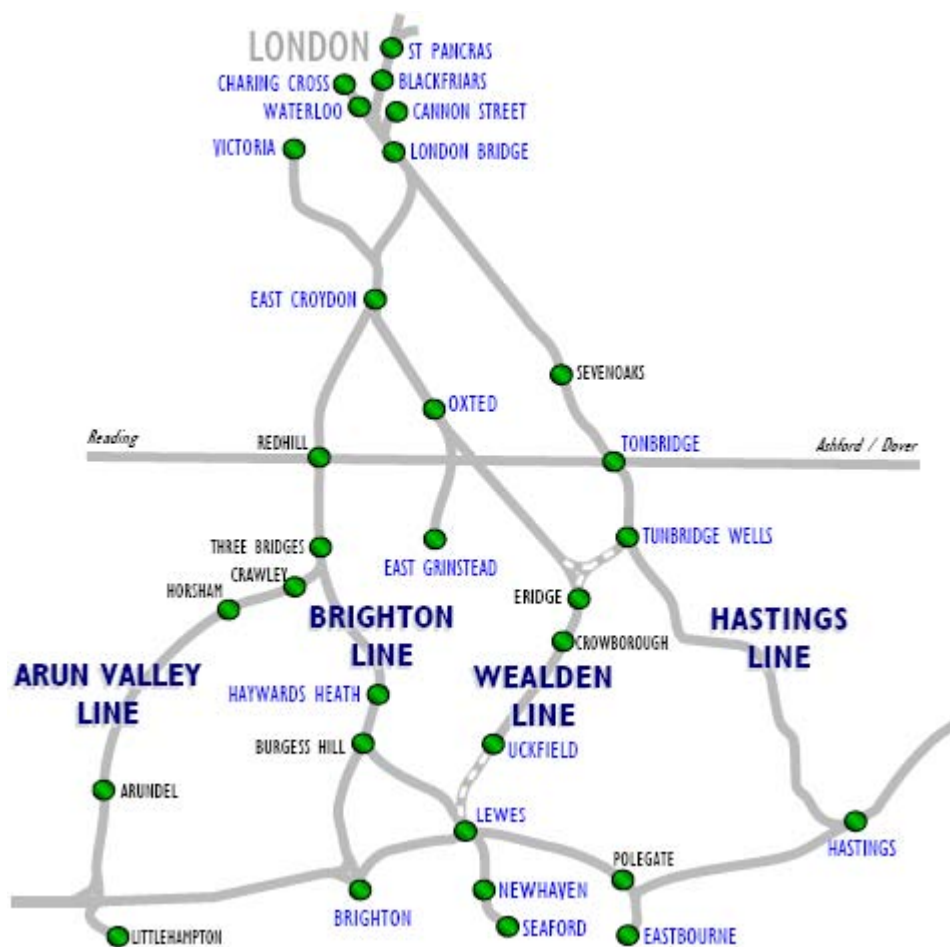 LONDON
ST PANCRAS
CHARING CROSS
BLACKFRIARS
WATERLOO
CANNON STREET
VICTORIA
LONDON BRIDGE
EAST CROYDON
SEVENOAKS
OXTED
Reading
REDHILL
TONBRIDGE
Ashford / Dover
TUNBRIDGE WELLS
THREE BRIDGES
EAST GRINSTEAD
CRAWLEY
HORSHAM
ERIDGE
BRIGHTON
LINE
HASTINGS
LINE
CROWBOROUGH
ARUN VALLEY
LINE
WEALDEN
LINE
HAYWARDS HEATH
BURGESS HILL
UCKFIELD
ARUNDEL
LEWES
HASTINGS
POLEGATE
BRIGHTON
NEWHAVEN
SEAFORD
LITTLEHAMPTON
EASTBOURNE